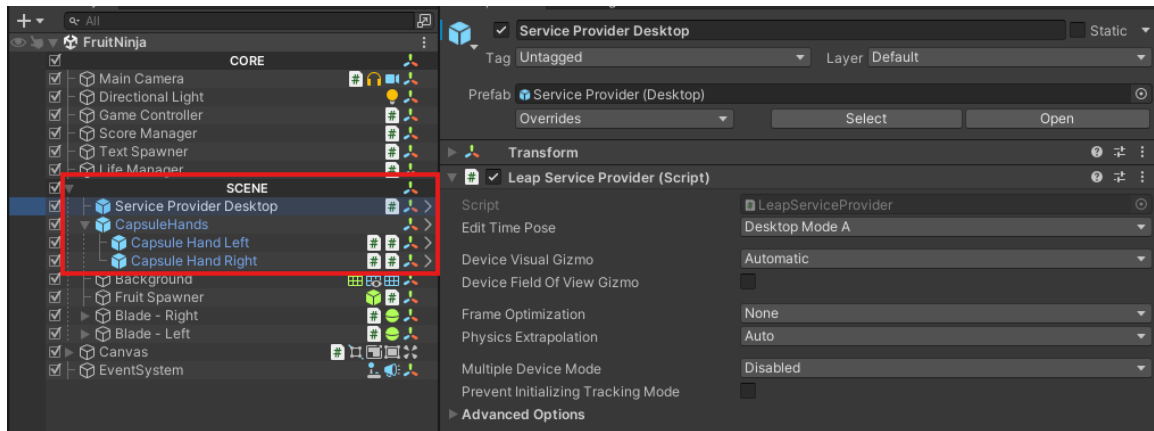 All
FruitNinja
CORE
Main Camera
Directional Light
Game Controller
Score Manager
Text Spawner
Life Manager
SCENE
Service Provider Desktop
CapsuleHands
Capsule Hand Left
Capsule Hand Right
Background
Fruit Spawner
Blade - Right
Blade - Left
Canvas
EventSystem
Service Provider Desktop Static
Tag Untagged Layer Default
Prefab Service Provider (Desktop)
Overrides Select Open
Transform
Leap Service Provider (Script)
Script LeapServiceProvider
Edit Time Pose Desktop Mode A
Device Visual Gizmo Automatic
Device Field Of View Gizmo
Frame Optimization None
Physics Extrapolation Auto
Multiple Device Mode Disabled
Prevent Initializing Tracking Mode
Advanced Options